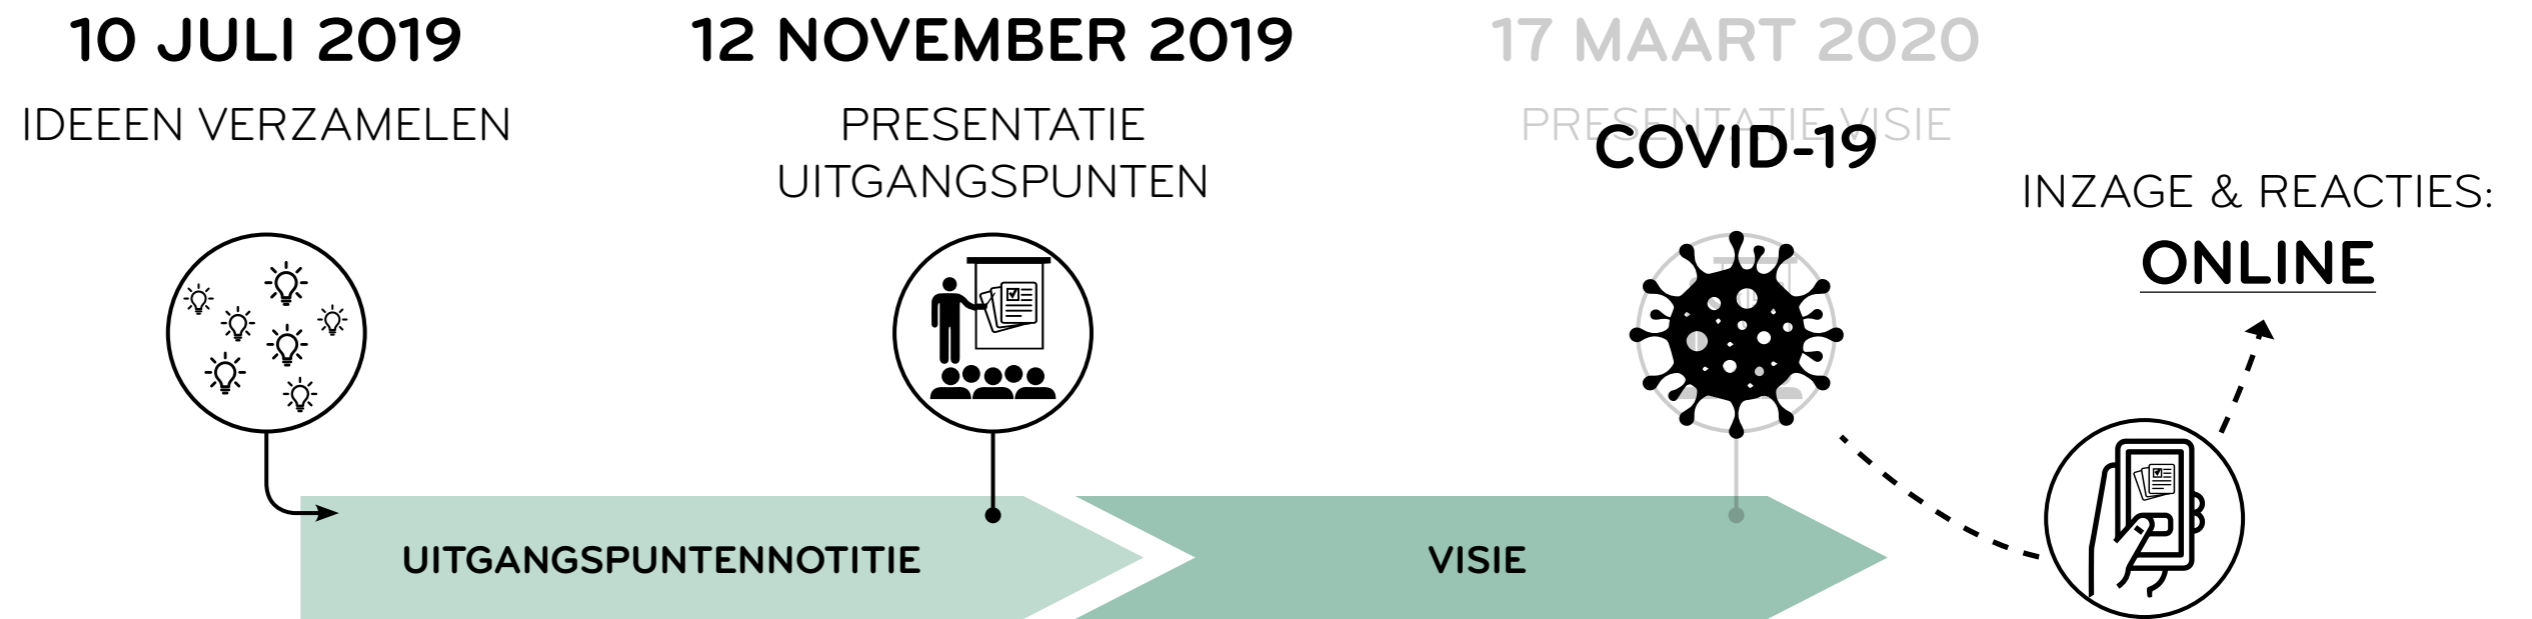 10 JULI 2019
IDEEEN VERZAMELEN
12 NOVEMBER 2019
PRESENTATIE
UITGANGSPUNTEN
17 MAART 2020
PRESENTATIE VISIE
COVID-19
INZAGE & REACTIES:
ONLINE
UITGANGSPUNTENNOTITIE
VISIE